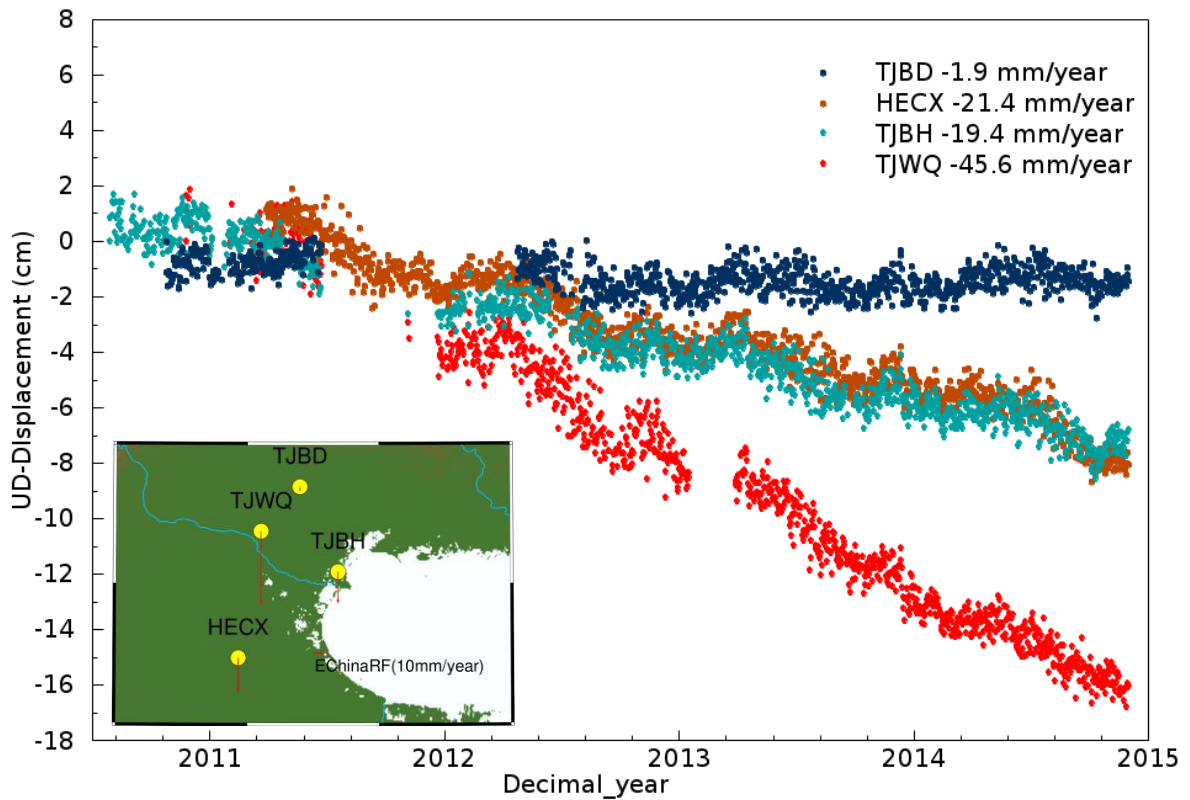 8
6
4
2
0
-2
-4
-6
-8
-10
-12
-14
-16
-18
UD-DIsplacement (cm)
TJBD -1.9 mm/year
HECX -21.4 mm/year
TJBH -19.4 mm/year
TJWQ -45.6 mm/year
TJBD
TJWQ
TJBH
HECX
EChinaRF(10mm/year)
2011 2012 2013 2014 2015
Decimal_year